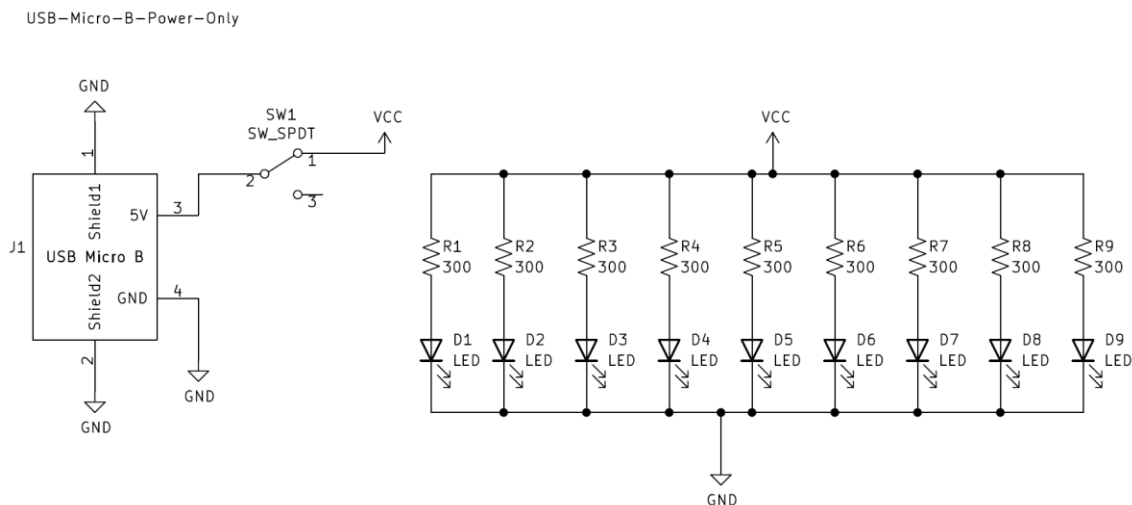 USB-Micro-B-Power-Only
GND
SW1
SW_SPDT
VCC
1
2
3
1
Shield1
5V
3
J1
USB Micro B
Shield2
GND
4
2
GND
GND
VCC
R1
300
R2
300
R3
300
R4
300
R5
300
R6
300
R7
300
R8
300
R9
300
D1
LED
D2
LED
D3
LED
D4
LED
D5
LED
D6
LED
D7
LED
D8
LED
D9
LED
GND